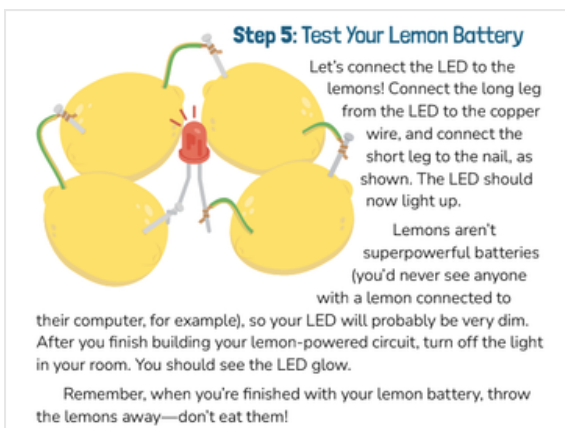 Step 5: Test Your Lemon Battery
Let's connect the LED to the
lemons! Connect the long leg
from the LED to the copper
wire, and connect the
short leg to the nail, as
shown. The LED should
now light up.
Lemons aren't
superpowerful batteries
(you'd never see anyone
with a lemon connected to
their computer, for example), so your LED will probably be very dim.
After you finish building your lemon-powered circuit, turn off the light
in your room. You should see the LED glow.
Remember, when you're finished with your lemon battery, throw
the lemons away—don't eat them!